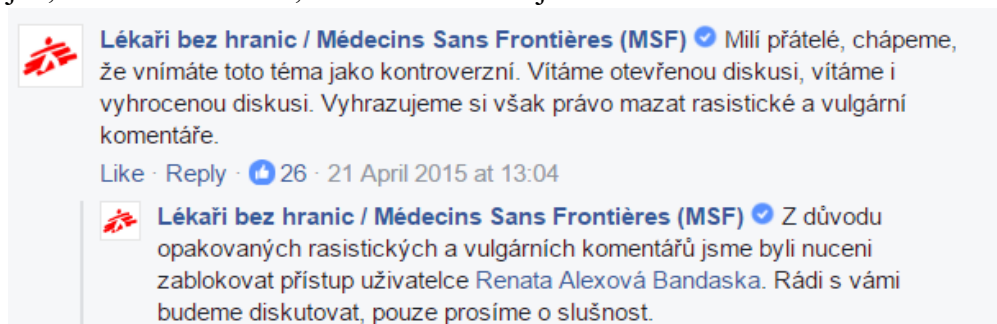 Lékaři bez hranic / Médecins Sans Frontières (MSF) Milí přátelé, chápeme,
že vnímáte toto téma jako kontroverzní. Vítáme otevřenou diskusi, vítáme i
vyhrocenou diskusi. Vyhrazujeme si však právo mazat rasistické a vulgární
komentáře.
Like · Reply · 26 · 21 April 2015 at 13:04
Lékaři bez hranic / Médecins Sans Frontières (MSF) Z důvodu
opakovaných rasistických a vulgárních komentářů jsme byli nuceni
zablokovat přístup uživatelce Renata Alexová Bandaska. Rádi s vámi
budeme diskutovat, pouze prosíme o slušnost.